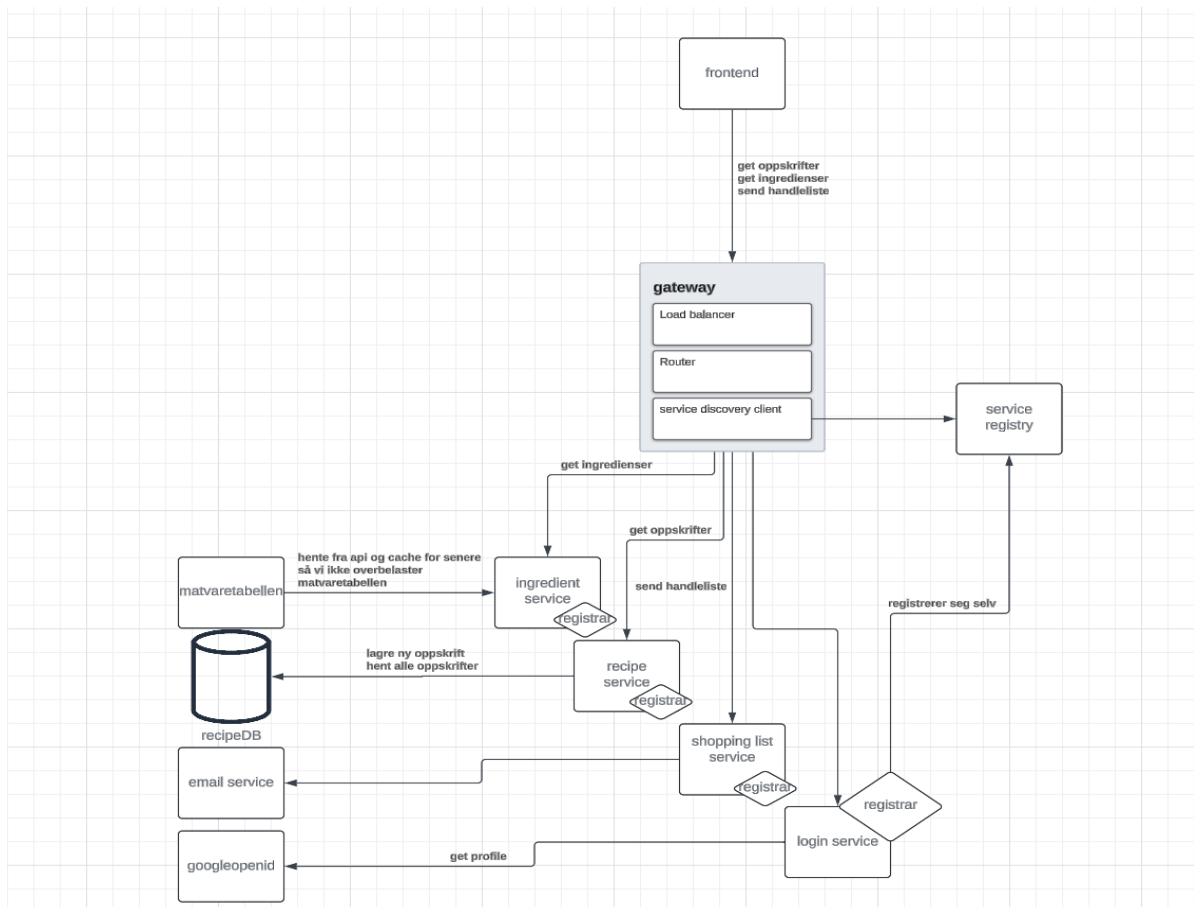 frontend
get oppskrifter
get ingredienser
send handleliste
gateway
Load balancer
Router
service discovery client
service
registry
get ingredienser
get oppskrifter
hente fra api og cache for senere
så vi ikke overbelaster
matvaretabellen
matvaretabellen
ingredient
service
registrar
send handleliste
registrerer seg selv
lagre ny oppskrift
hent alle oppskrifter
recipe
service
registrar
recipeDB
shopping list
service
registrar
email service
registrar
login service
get profile
googleopenid